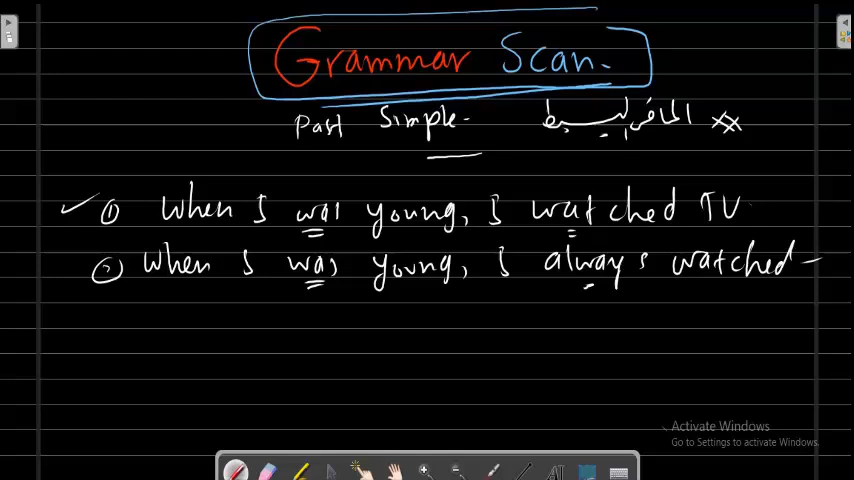 Grammar Scan.
Past Simple. الماضى البسيط
① When I was young, I watched TV
② When I was young, I always watched
Activate Windows
Go to Settings to activate Windows.